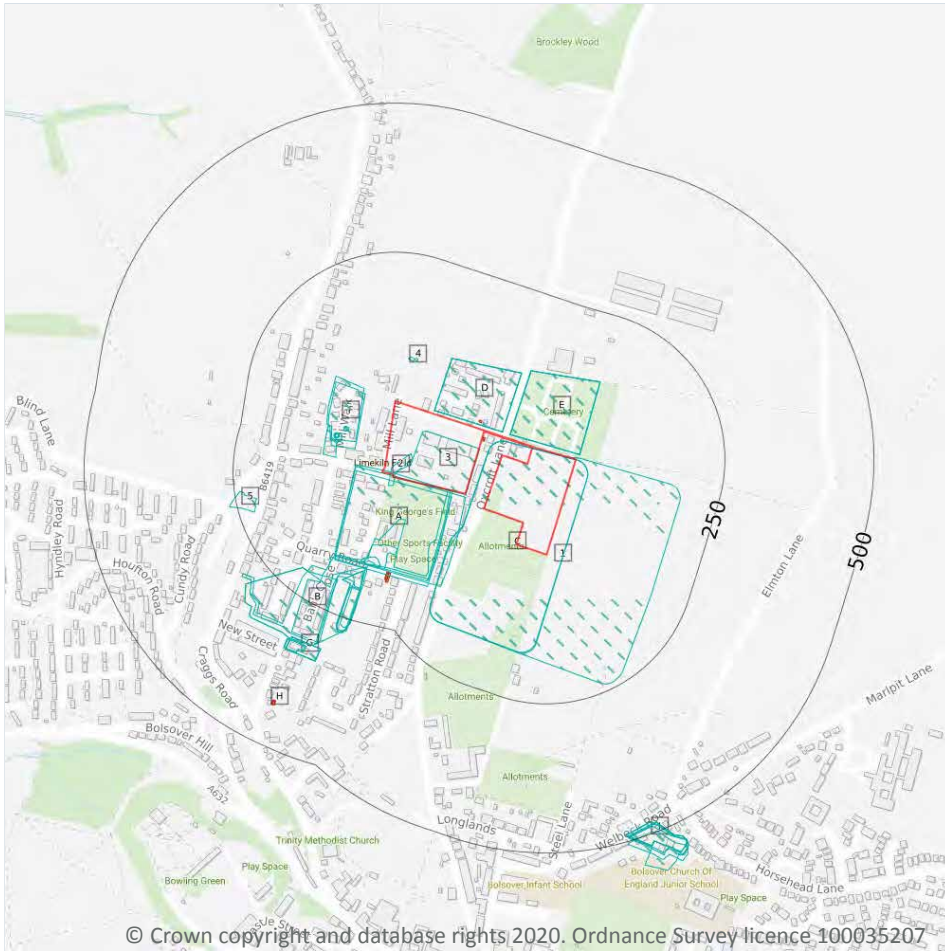 Brockley Wood
4
D
E
Cemetery
Mill Lane
3
Limekiln F2ld
Oxcroft Lane
Blind Lane
5
B6419
A
King George's Field
Other Sports Facility
Play Space
Allotments
C
1
250
500
Elmton Lane
Hyndley Road
Houfton Road
Cundy Road
Quarry Road
B
New Street
G
Stratton Road
Craggs Road
H
Allotments
Marlpit Lane
Bolsover Hill
A632
Allotments
Longlands
Steel Lane
Welbeck Road
Trinity Methodist Church
Play Space
Bowling Green
Bolsover Infant School
Bolsover Church Of
England Junior School
Horsehead Lane
Play Space
© Crown copyright and database rights 2020. Ordnance Survey licence 100035207